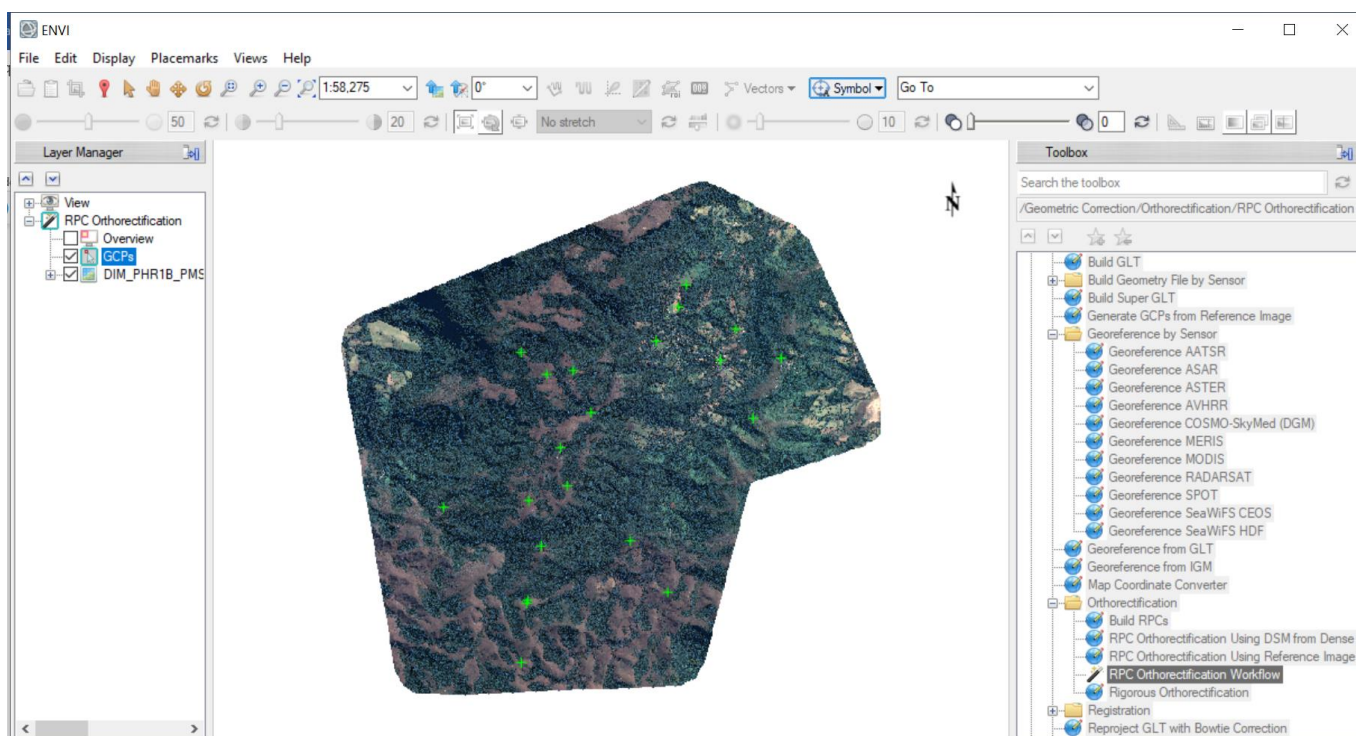 ENVI
File Edit Display Placemarks Views Help
1:58,275 0° Vectors Symbol Go To
50 20 No stretch 10 0
Layer Manager
View
RPC Orthorectification
Overview
GCPs
DIM_PHR1B_PMS
N
Toolbox
Search the toolbox
/Geometric Correction/Orthorectification/RPC Orthorectification
Build GLT
Build Geometry File by Sensor
Build Super GLT
Generate GCPs from Reference Image
Georeference by Sensor
Georeference AATSR
Georeference ASAR
Georeference ASTER
Georeference AVHRR
Georeference COSMO-SkyMed (DGM)
Georeference MERIS
Georeference MODIS
Georeference RADARSAT
Georeference SPOT
Georeference SeaWiFS CEOS
Georeference SeaWiFS HDF
Georeference from GLT
Georeference from IGM
Map Coordinate Converter
Orthorectification
Build RPCs
RPC Orthorectification Using DSM from Dense
RPC Orthorectification Using Reference Image
RPC Orthorectification Workflow
Rigorous Orthorectification
Registration
Reproject GLT with Bowtie Correction